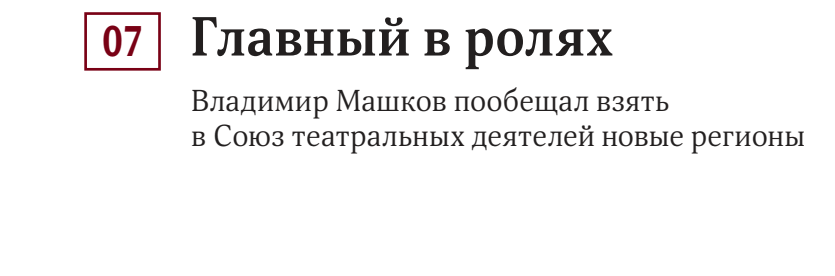 07 Главный в ролях
Владимир Машков пообещал взять
в Союз театральных деятелей новые регионы